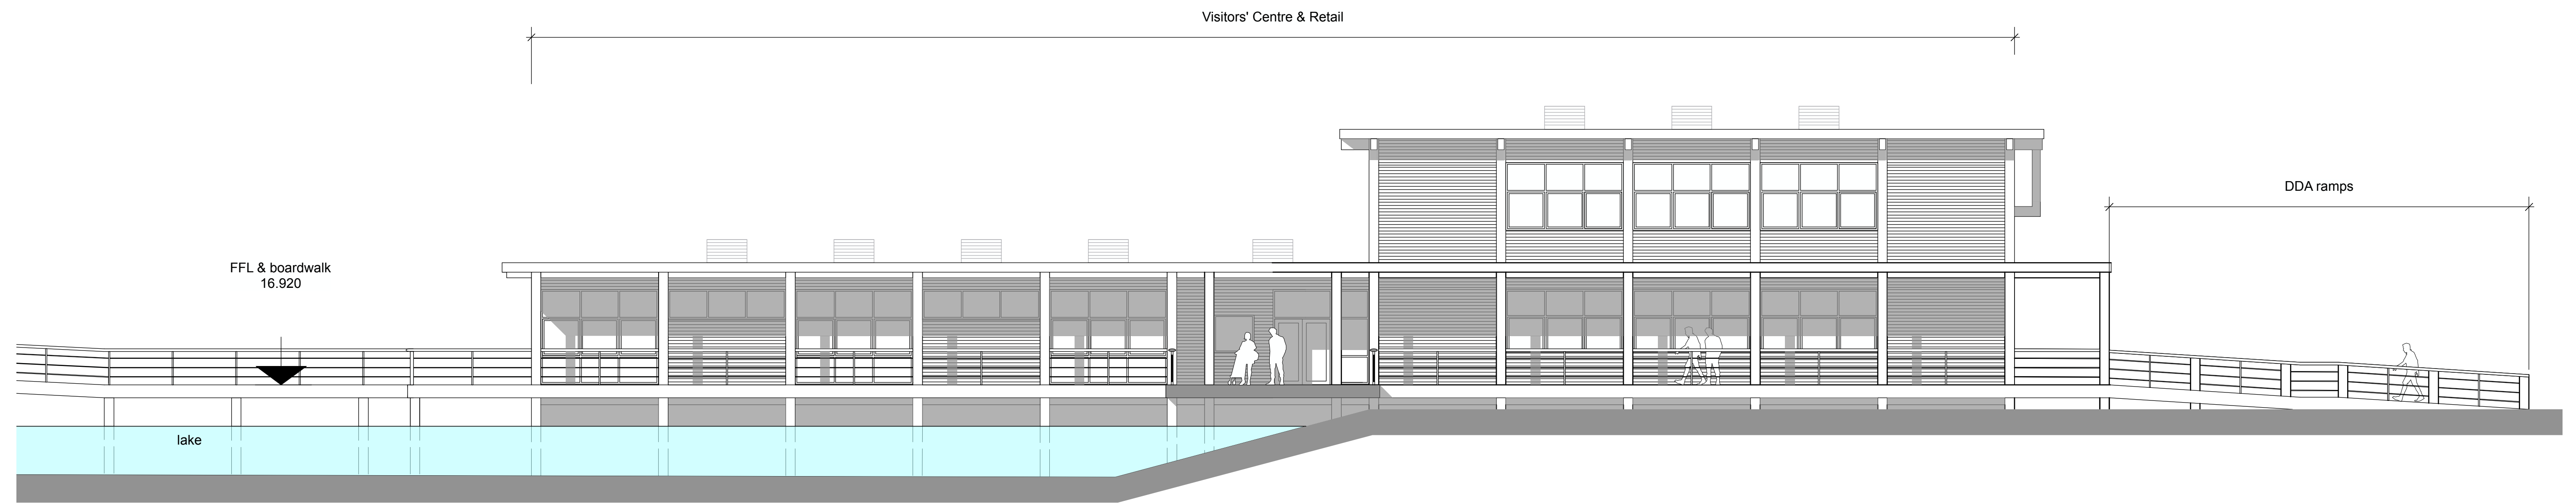 Visitors' Centre & Retail
DDA ramps
FFL & boardwalk
16.920
lake